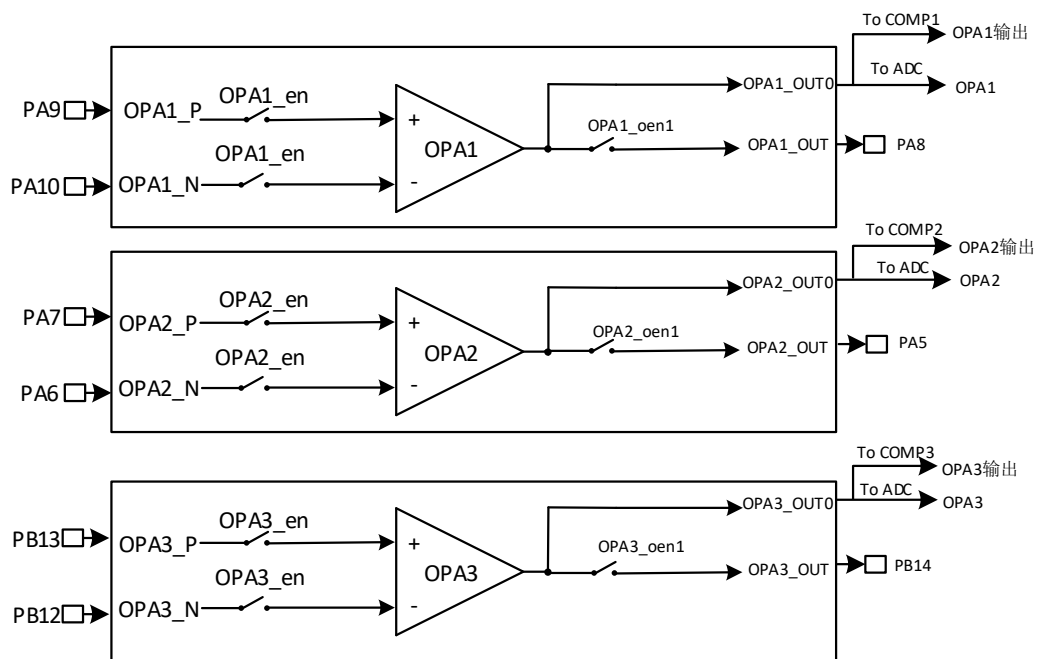 To COMP1
OPA1输出
To ADC
OPA1
PA9
OPA1_P
OPA1_en
+
OPA1
OPA1_OUT0
OPA1_oen1
OPA1_OUT
PA8
PA10
OPA1_N
OPA1_en
-
To COMP2
OPA2输出
To ADC
OPA2
PA7
OPA2_P
OPA2_en
+
OPA2
OPA2_OUT0
OPA2_oen1
OPA2_OUT
PA5
PA6
OPA2_N
OPA2_en
-
To COMP3
OPA3输出
To ADC
OPA3
PB13
OPA3_P
OPA3_en
+
OPA3
OPA3_OUT0
OPA3_oen1
OPA3_OUT
PB14
PB12
OPA3_N
OPA3_en
-